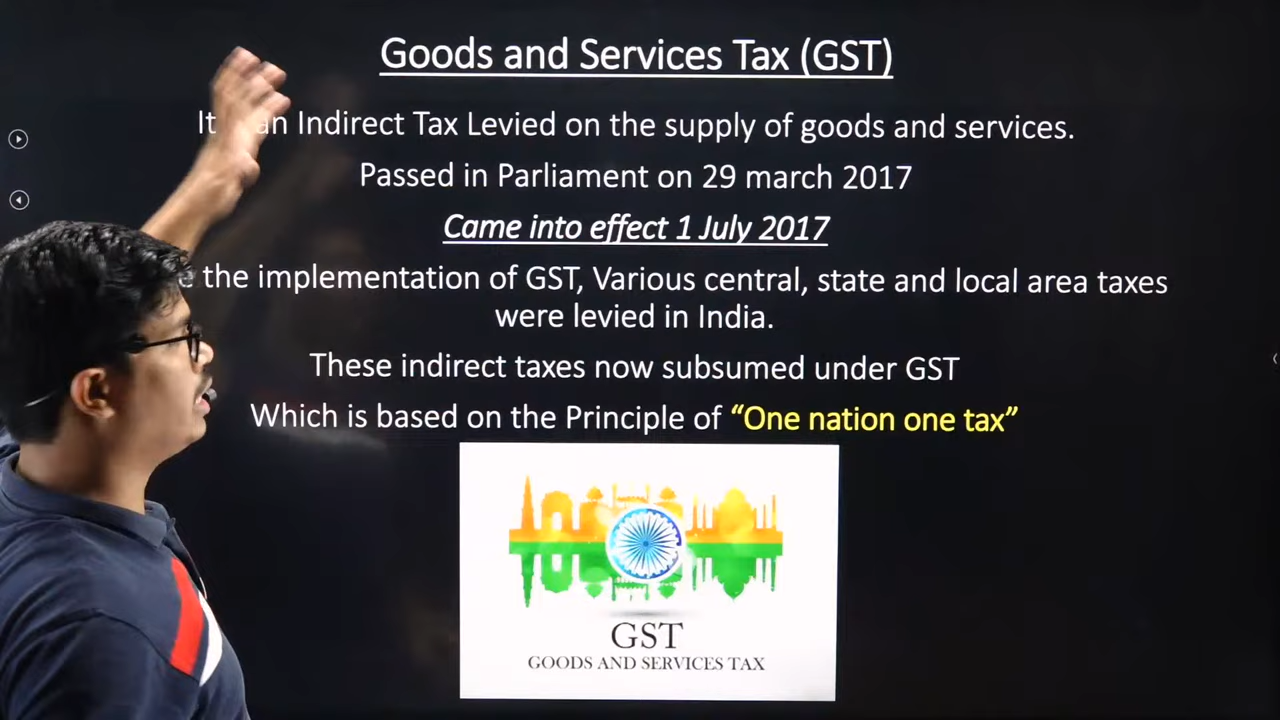 Goods and Services Tax (GST)
It an Indirect Tax Levied on the supply of goods and services.
Passed in Parliament on 29 march 2017
Came into effect 1 July 2017
the implementation of GST, Various central, state and local area taxes
were levied in India.
These indirect taxes now subsumed under GST
Which is based on the Principle of “One nation one tax”
GST
GOODS AND SERVICES TAX